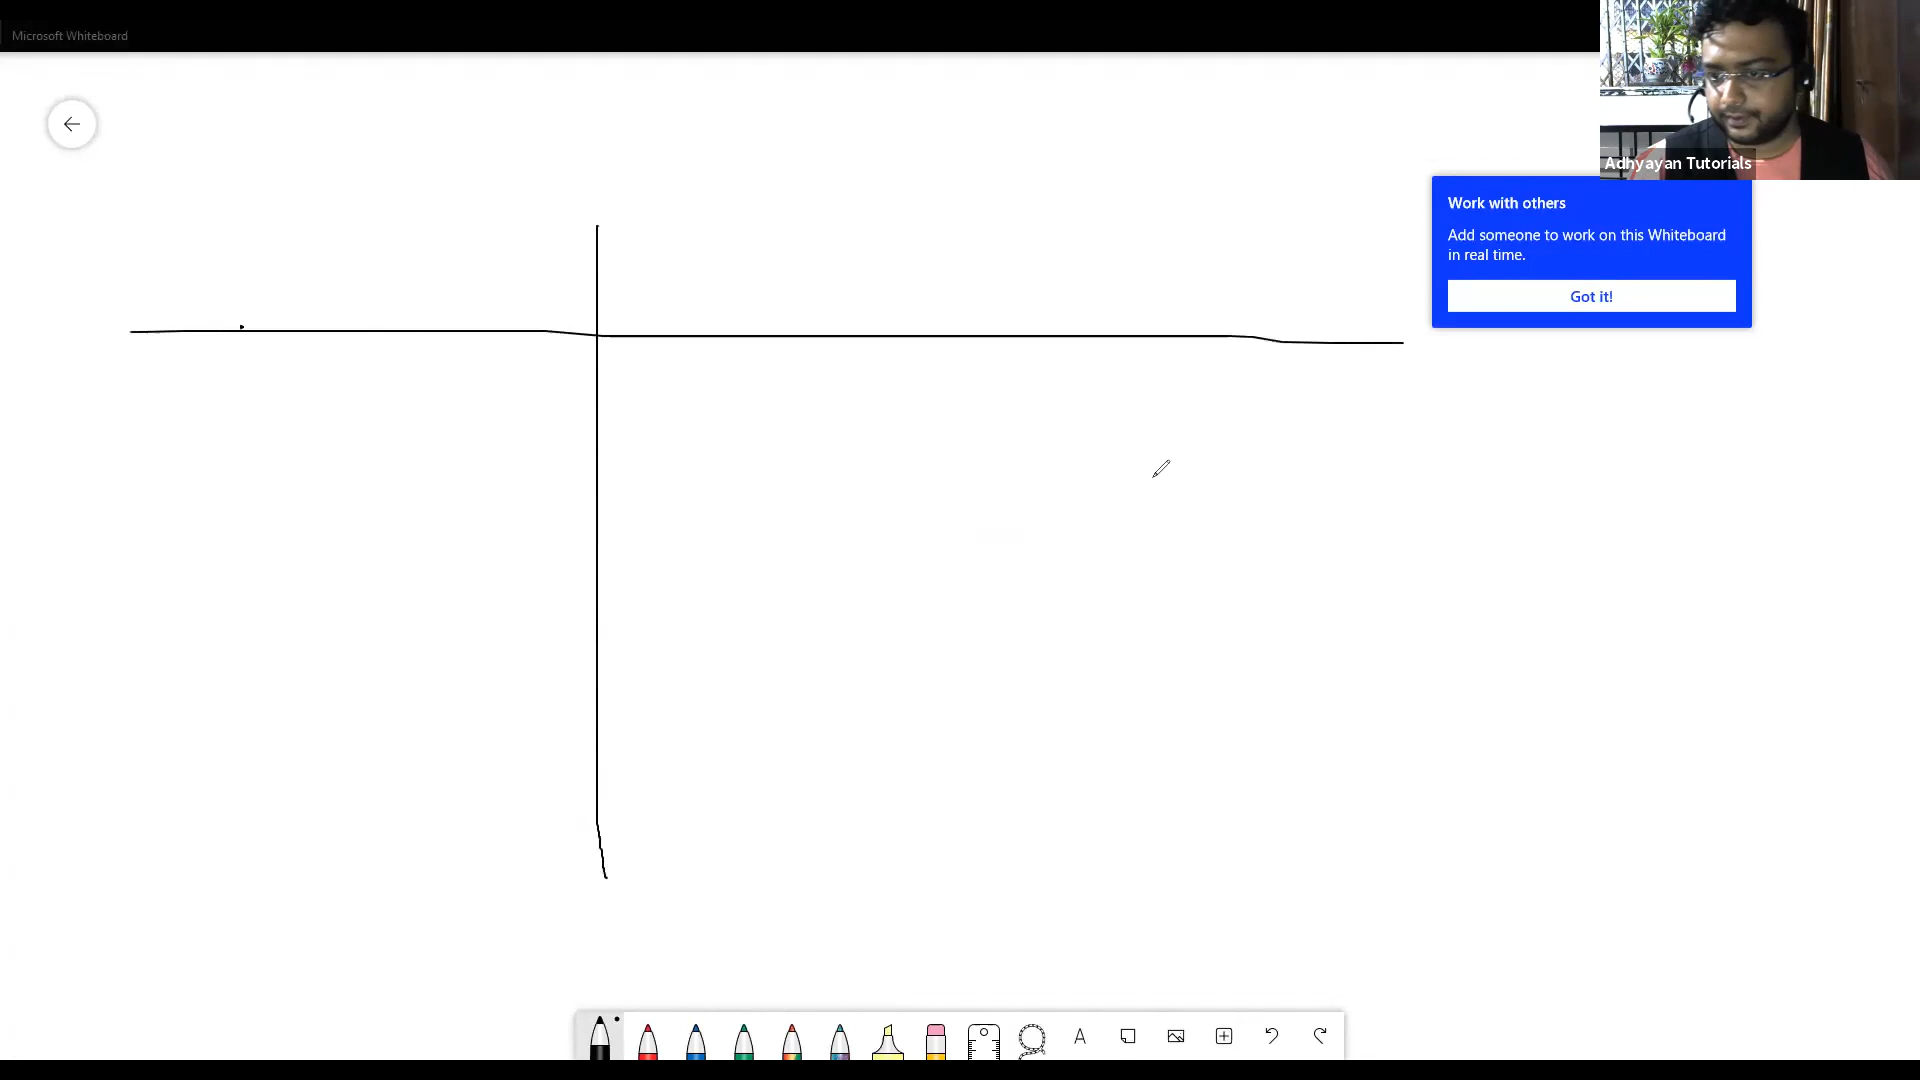 Microsoft Whiteboard
Adhyayan Tutorials
Work with others
Add someone to work on this Whiteboard
in real time.
Got it!
A